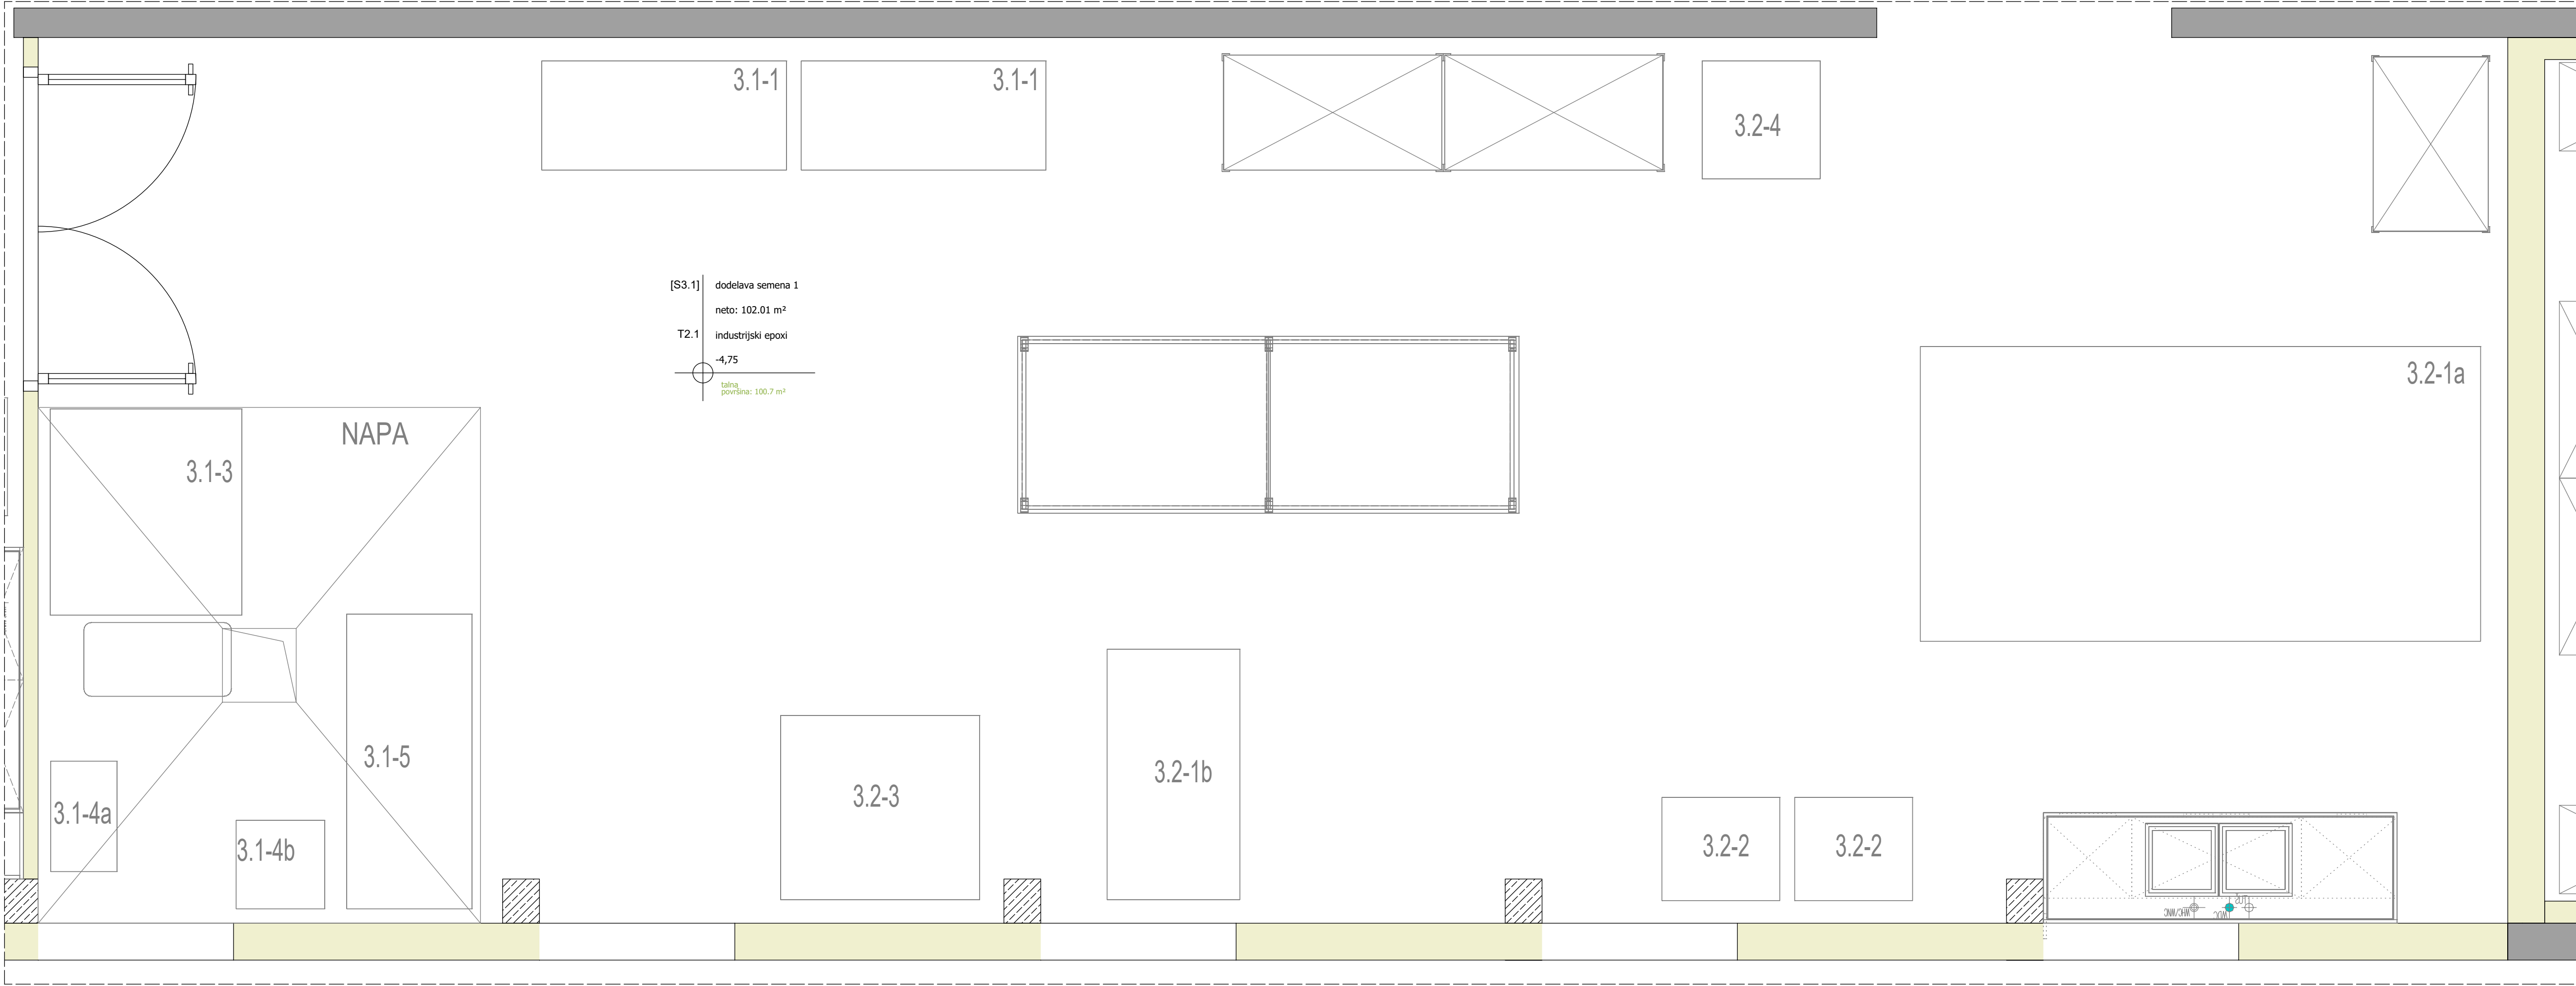 3.1-1
3.1-1
3.2-4
[S3.1] dodelava semena 1
neto: 102.01 m²
T2.1 industrijski epoxi
-4,75
talna
površina: 100.7 m²
3.2-1a
NAPA
3.1-3
3.1-5
3.2-1b
3.2-3
3.1-4a
3.1-4b
3.2-2
3.2-2
WHC/WNC
WDC